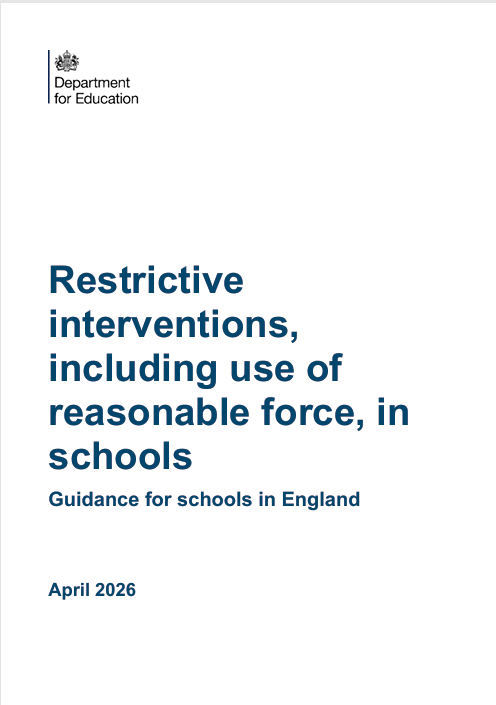 Department
for Education
Restrictive
interventions,
including use of
reasonable force, in
schools
Guidance for schools in England
April 2026